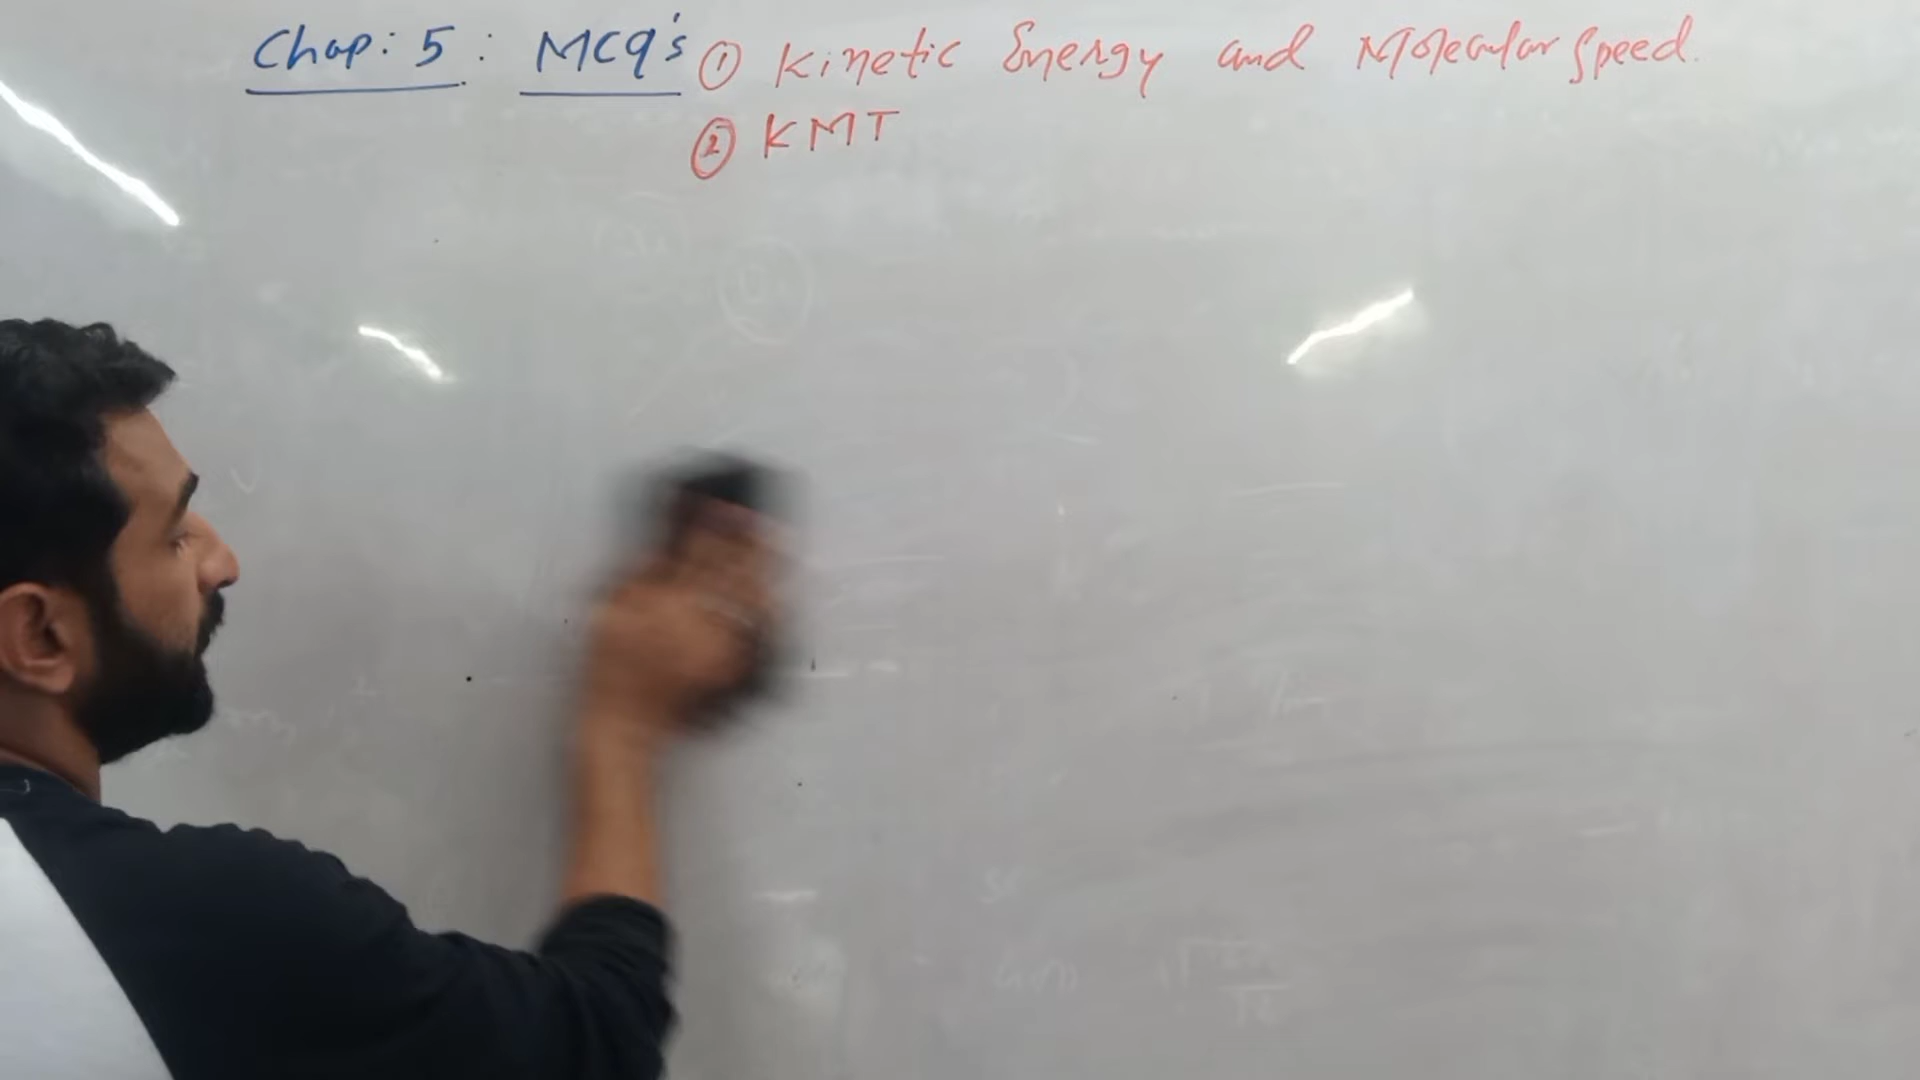 Chap: 5 : MCQ's ① Kinetic Energy and Molecular Speed.
② KMT